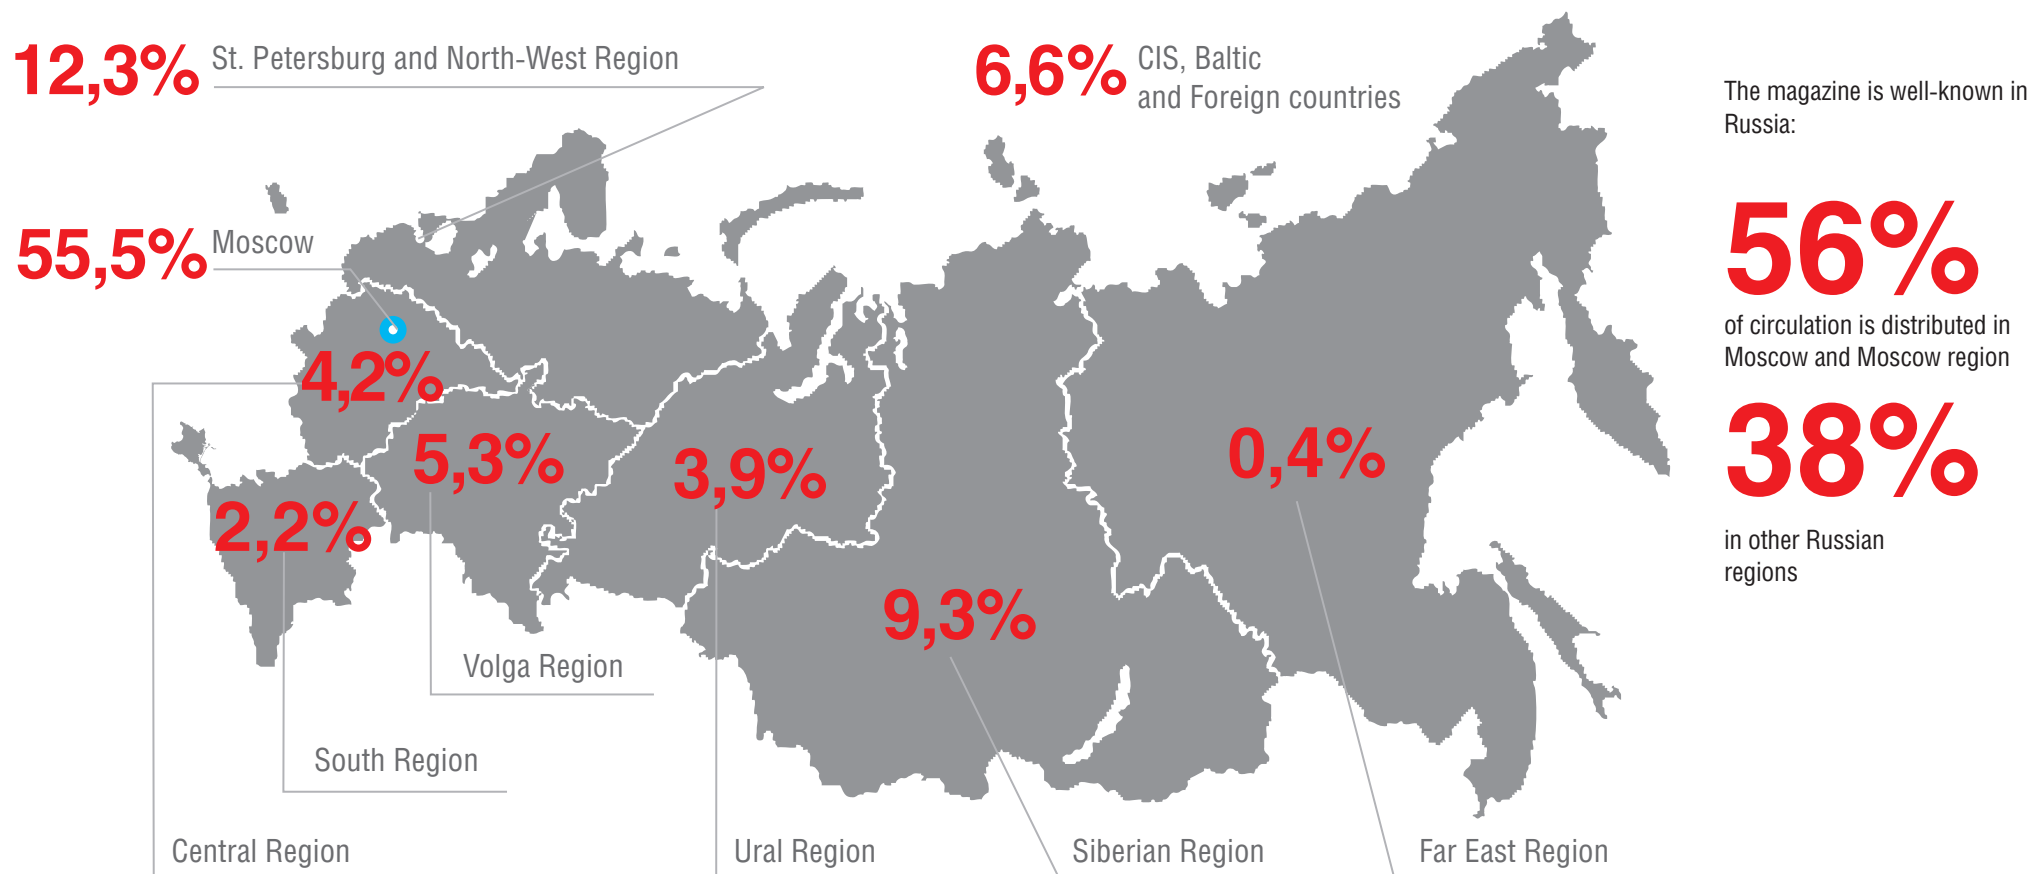 12,3%
St. Petersburg and North-West Region
6,6%
CIS, Baltic
and Foreign countries
55,5%
Moscow
4,2%
5,3%
3,9%
0,4%
2,2%
9,3%
Volga Region
South Region
Central Region
Ural Region
Siberian Region
Far East Region
The magazine is well-known in
Russia:
56%
of circulation is distributed in
Moscow and Moscow region
38%
in other Russian
regions